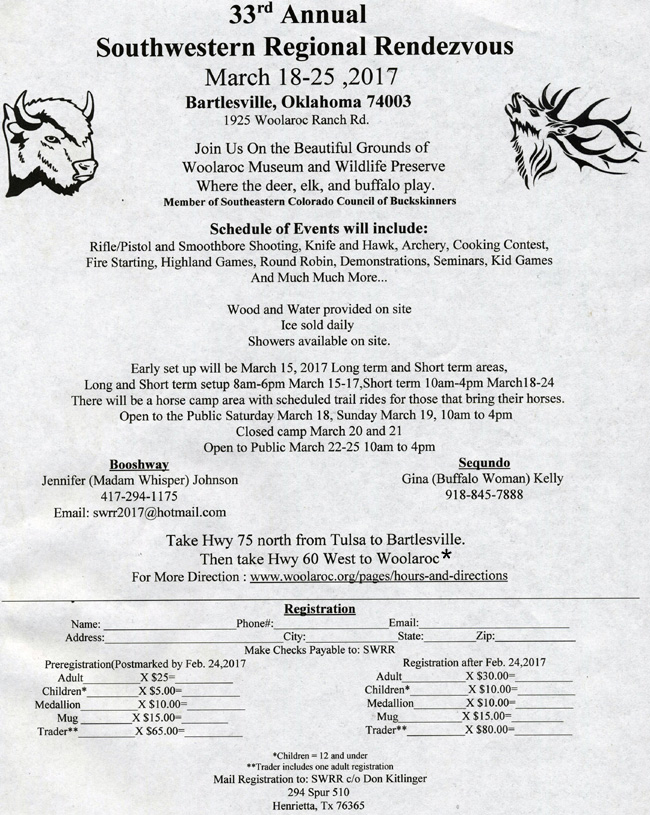 33rd Annual
Southwestern Regional Rendezvous
March 18-25 ,2017
Bartlesville, Oklahoma 74003
1925 Woolaroc Ranch Rd.
Join Us On the Beautiful Grounds of
Woolaroc Museum and Wildlife Preserve
Where the deer, elk, and buffalo play.
Member of Southeastern Colorado Council of Buckskinners
Schedule of Events will include:
Rifle/Pistol and Smoothbore Shooting, Knife and Hawk, Archery, Cooking Contest,
Fire Starting, Highland Games, Round Robin, Demonstrations, Seminars, Kid Games
And Much Much More...
Wood and Water provided on site
Ice sold daily
Showers available on site.
Early set up will be March 15, 2017 Long term and Short term areas,
Long and Short term setup 8am-6pm March 15-17,Short term 10am-4pm March18-24
There will be a horse camp area with scheduled trail rides for those that bring their horses.
Open to the Public Saturday March 18, Sunday March 19, 10am to 4pm
Closed camp March 20 and 21
Open to Public March 22-25 10am to 4pm
Booshway Sequndo
Jennifer (Madam Whisper) Johnson Gina (Buffalo Woman) Kelly
417-294-1175 918-845-7888
Email: swrr2017@hotmail.com
Take Hwy 75 north from Tulsa to Bartlesville.
Then take Hwy 60 West to Woolaroc*
For More Direction : www.woolaroc.org/pages/hours-and-directions
Registration
Name: Phone#: Email:
Address: City: State: Zip:
Make Checks Payable to: SWRR
Preregistration(Postmarked by Feb. 24,2017 Registration after Feb. 24,2017
Adult X $25= Adult X $30.00=
Children* X $5.00= Children* X $10.00=
Medallion X $10.00= Medallion X $10.00=
Mug X $15.00= Mug X $15.00=
Trader** X $65.00= Trader** X $80.00=
*Children = 12 and under
**Trader includes one adult registration
Mail Registration to: SWRR c/o Don Kitlinger
294 Spur 510
Henrietta, Tx 76365